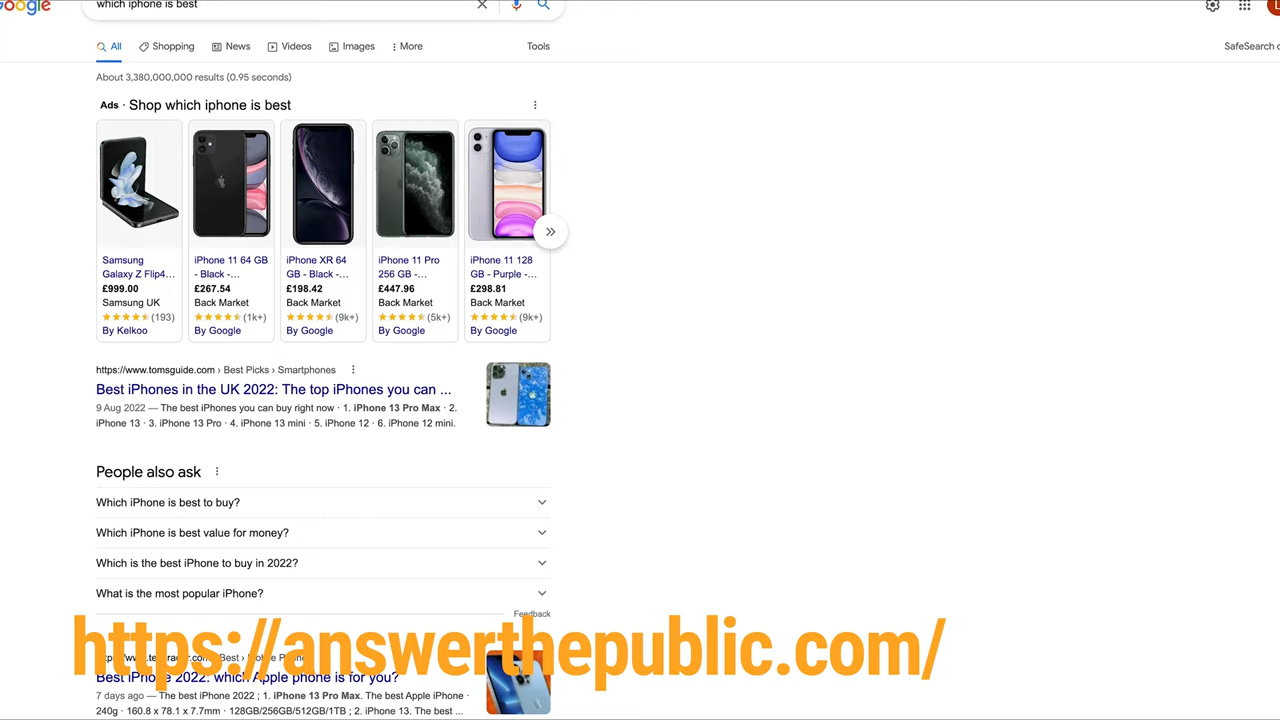 Google
which iphone is best
All Shopping News Videos Images More Tools
SafeSearch
About 3,380,000,000 results (0.95 seconds)
Ads · Shop which iphone is best
Samsung
Galaxy Z Flip4...
£999.00
Samsung UK
(193)
By Kelkoo
iPhone 11 64 GB
- Black -...
£267.54
Back Market
(1k+)
By Google
iPhone XR 64
GB - Black -...
£198.42
Back Market
(9k+)
By Google
iPhone 11 Pro
256 GB -...
£447.96
Back Market
(5k+)
By Google
iPhone 11 128
GB - Purple -...
£298.81
Back Market
(9k+)
By Google
https://www.tomsguide.com › Best Picks › Smartphones
Best iPhones in the UK 2022: The top iPhones you can ...
9 Aug 2022 — The best iPhones you can buy right now · 1. iPhone 13 Pro Max · 2.
iPhone 13 · 3. iPhone 13 Pro · 4. iPhone 13 mini · 5. iPhone 12 · 6. iPhone 12 mini.
People also ask
Which iPhone is best to buy?
Which iPhone is best value for money?
Which is the best iPhone to buy in 2022?
What is the most popular iPhone?
Feedback
https://answerthepublic.com/
Best iPhone 2022: which Apple phone is for you?
7 days ago — The best iPhone 2022 ; 1. iPhone 13 Pro Max. The best Apple iPhone ·
240g · 160.8 x 78.1 x 7.7mm · 128GB/256GB/512GB/1TB ; 2. iPhone 13. The best ...